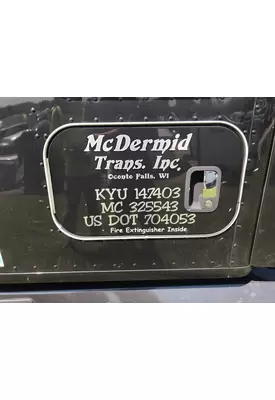 McDermid
Trans. Inc
Oconto Falls, WI
KYU 147403
MC 325543
US DOT 704053
Fire Extinguisher Inside